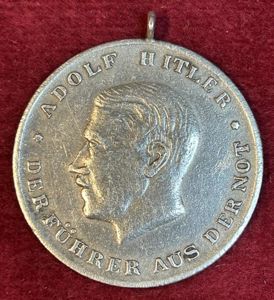 ADOLF HITLER
DER FÜHRER AUS DER NOT